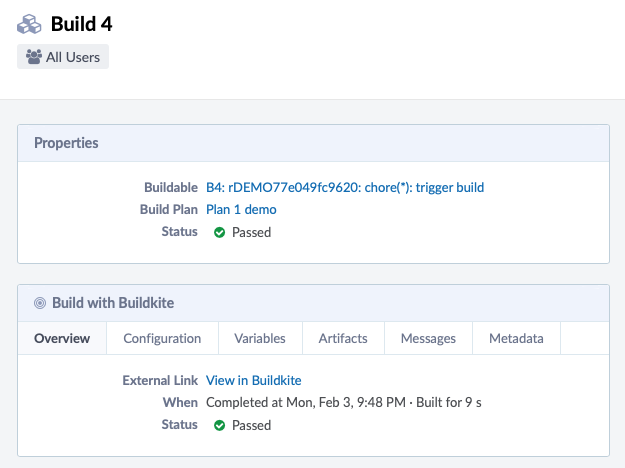 Build 4
All Users
Properties
Buildable B4: rDEMO77e049fc9620: chore(*): trigger build
Build Plan Plan 1 demo
Status Passed
Build with Buildkite
Overview Configuration Variables Artifacts Messages Metadata
External Link View in Buildkite
When Completed at Mon, Feb 3, 9:48 PM · Built for 9 s
Status Passed